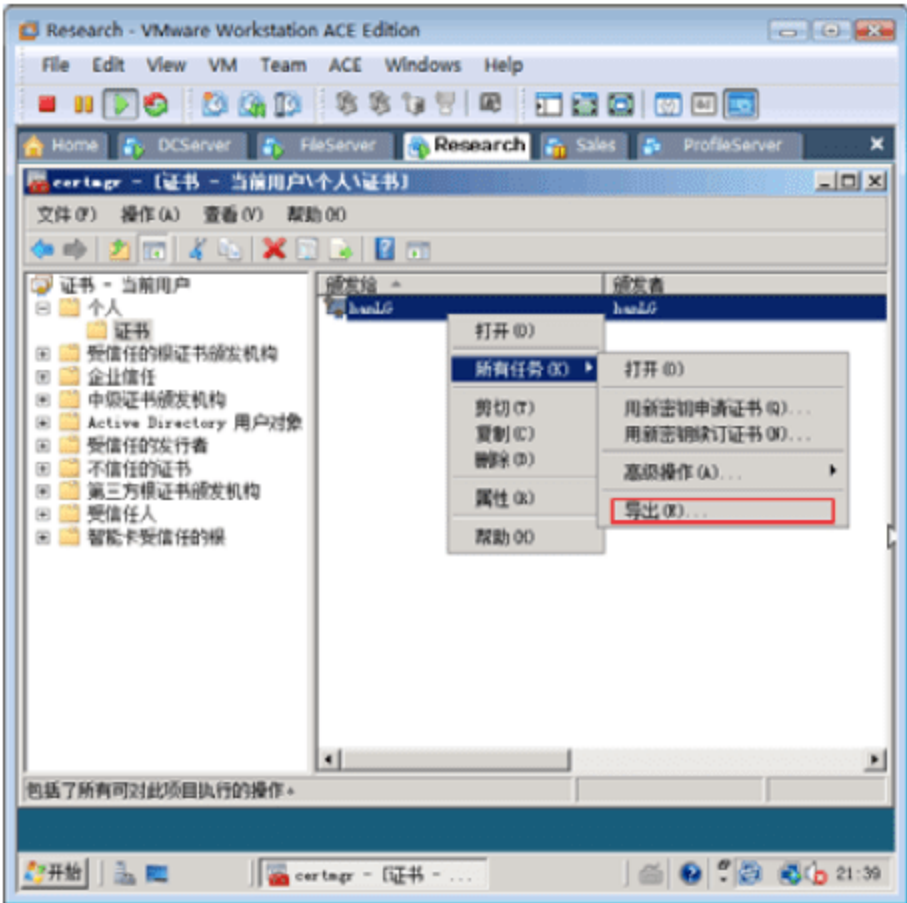 Research - VMware Workstation ACE Edition
File Edit View VM Team ACE Windows Help
Home DCServer FileServer Research Sales ProfileServer
certmgr - [证书 - 当前用户\个人\证书]
文件(F) 操作(A) 查看(V) 帮助(H)
证书 - 当前用户
个人
证书
受信任的根证书颁发机构
企业信任
中级证书颁发机构
Active Directory 用户对象
受信任的发行者
不信任的证书
第三方根证书颁发机构
受信任人
智能卡受信任的根
颁发给 颁发者
hanLG hanLG
打开(O)
所有任务(K)
剪切(T)
复制(C)
删除(D)
属性(R)
帮助(H)
打开(O)
用新密钥申请证书(Q)...
用新密钥续订证书(N)...
高级操作(A)...
导出(E)...
包括了所有可对此项目执行的操作。
开始 certmgr - [证书 - ... 21:39